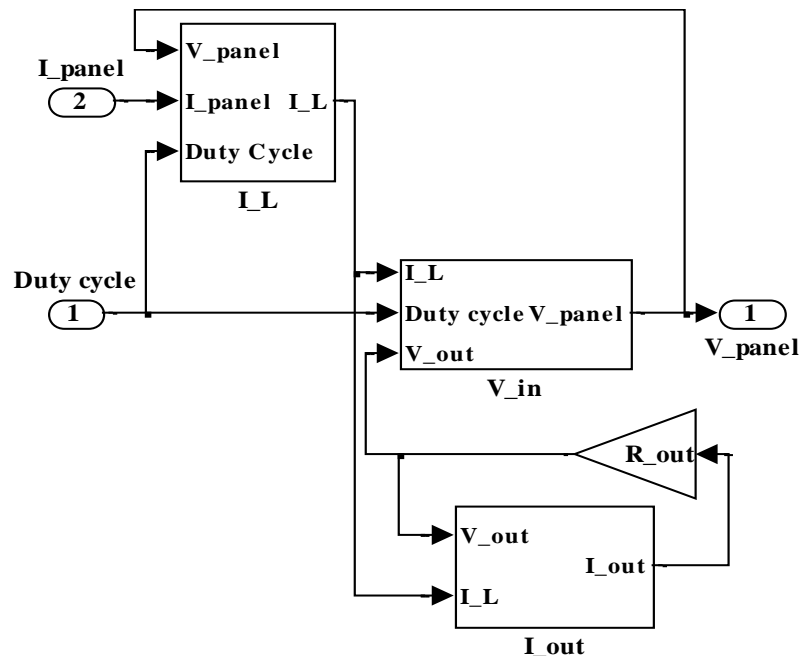 V_panel
I_panel
2
I_panel I_L
Duty Cycle
I_L
Duty cycle
1
I_L
Duty cycle V_panel
V_out
V_in
1
V_panel
R_out
V_out
I_out
I_L
I_out